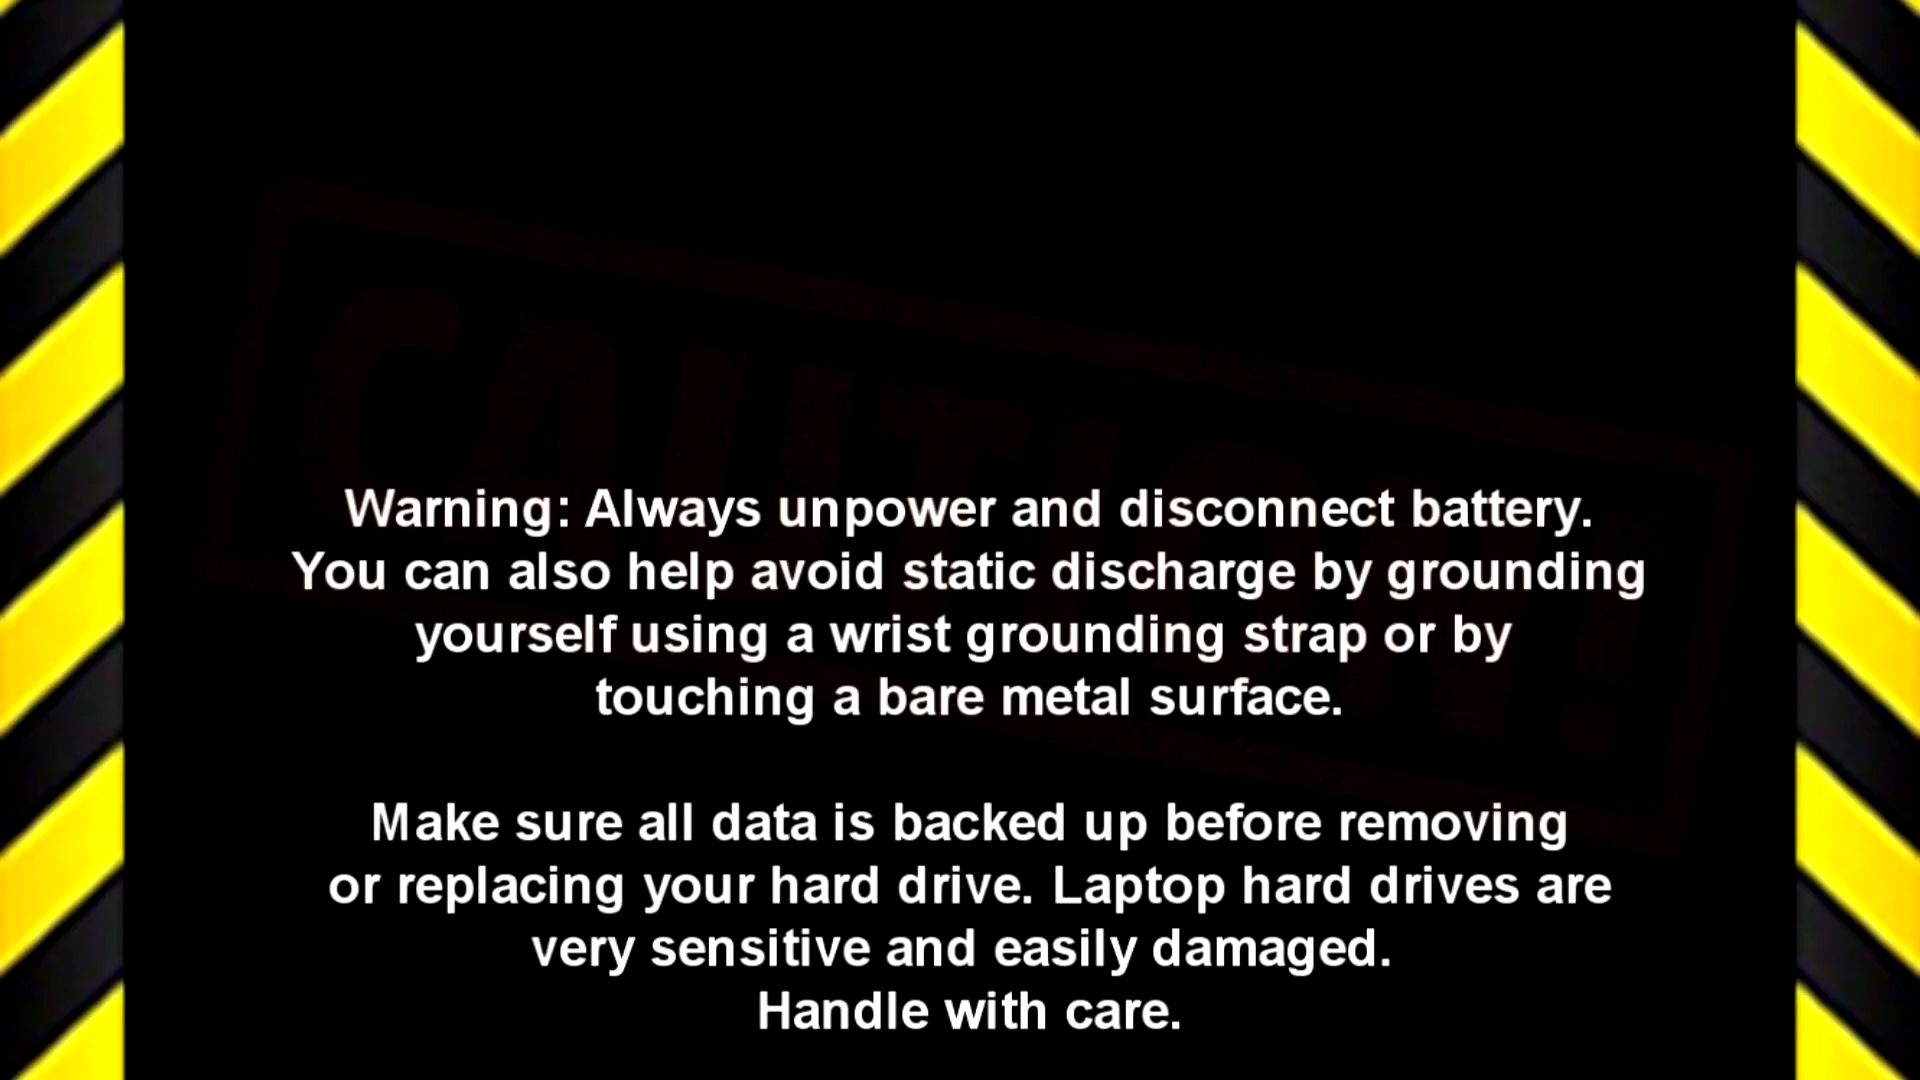 CAUTION!
Warning: Always unpower and disconnect battery.
You can also help avoid static discharge by grounding
yourself using a wrist grounding strap or by
touching a bare metal surface.
Make sure all data is backed up before removing
or replacing your hard drive. Laptop hard drives are
very sensitive and easily damaged.
Handle with care.